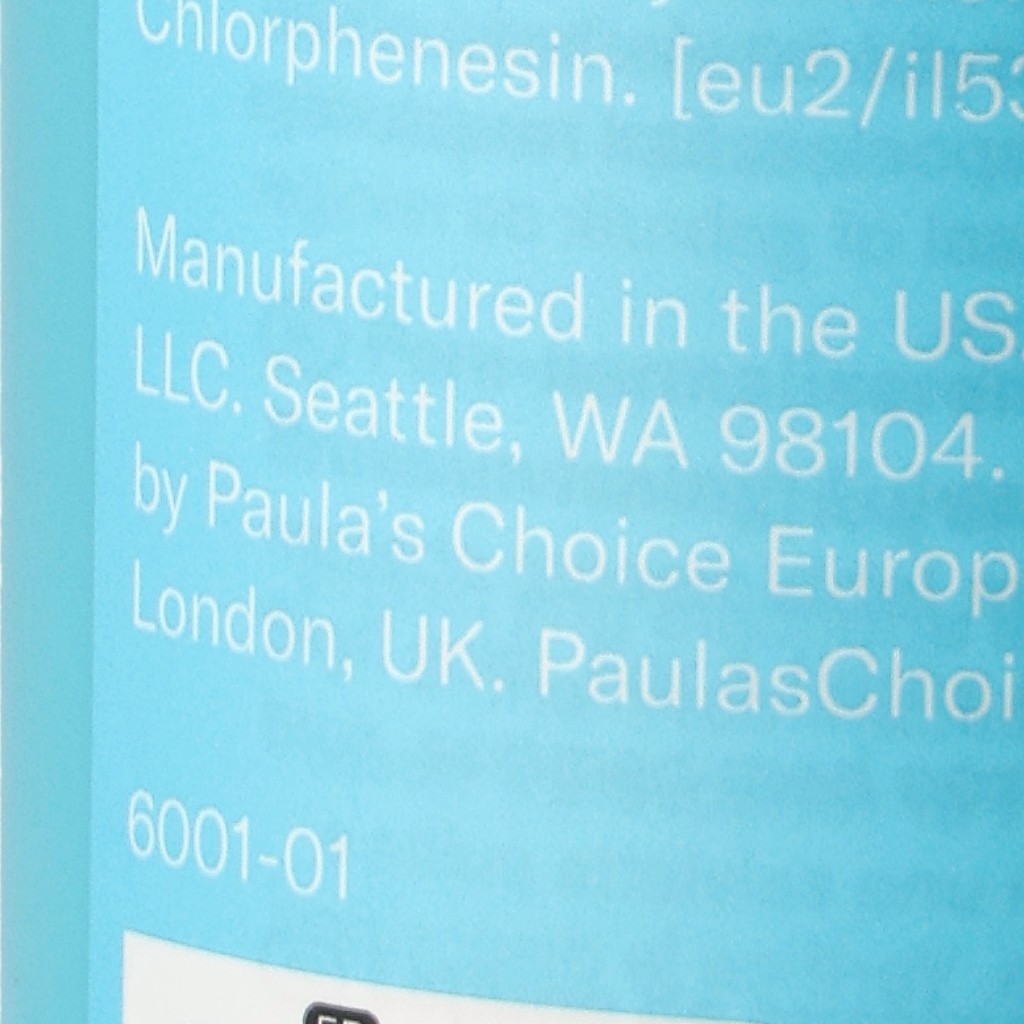 Chlorphenesin. [eu2/il53
Manufactured in the US
LLC. Seattle, WA 98104.
by Paula's Choice Europ
London, UK. PaulasChoi
6001-01